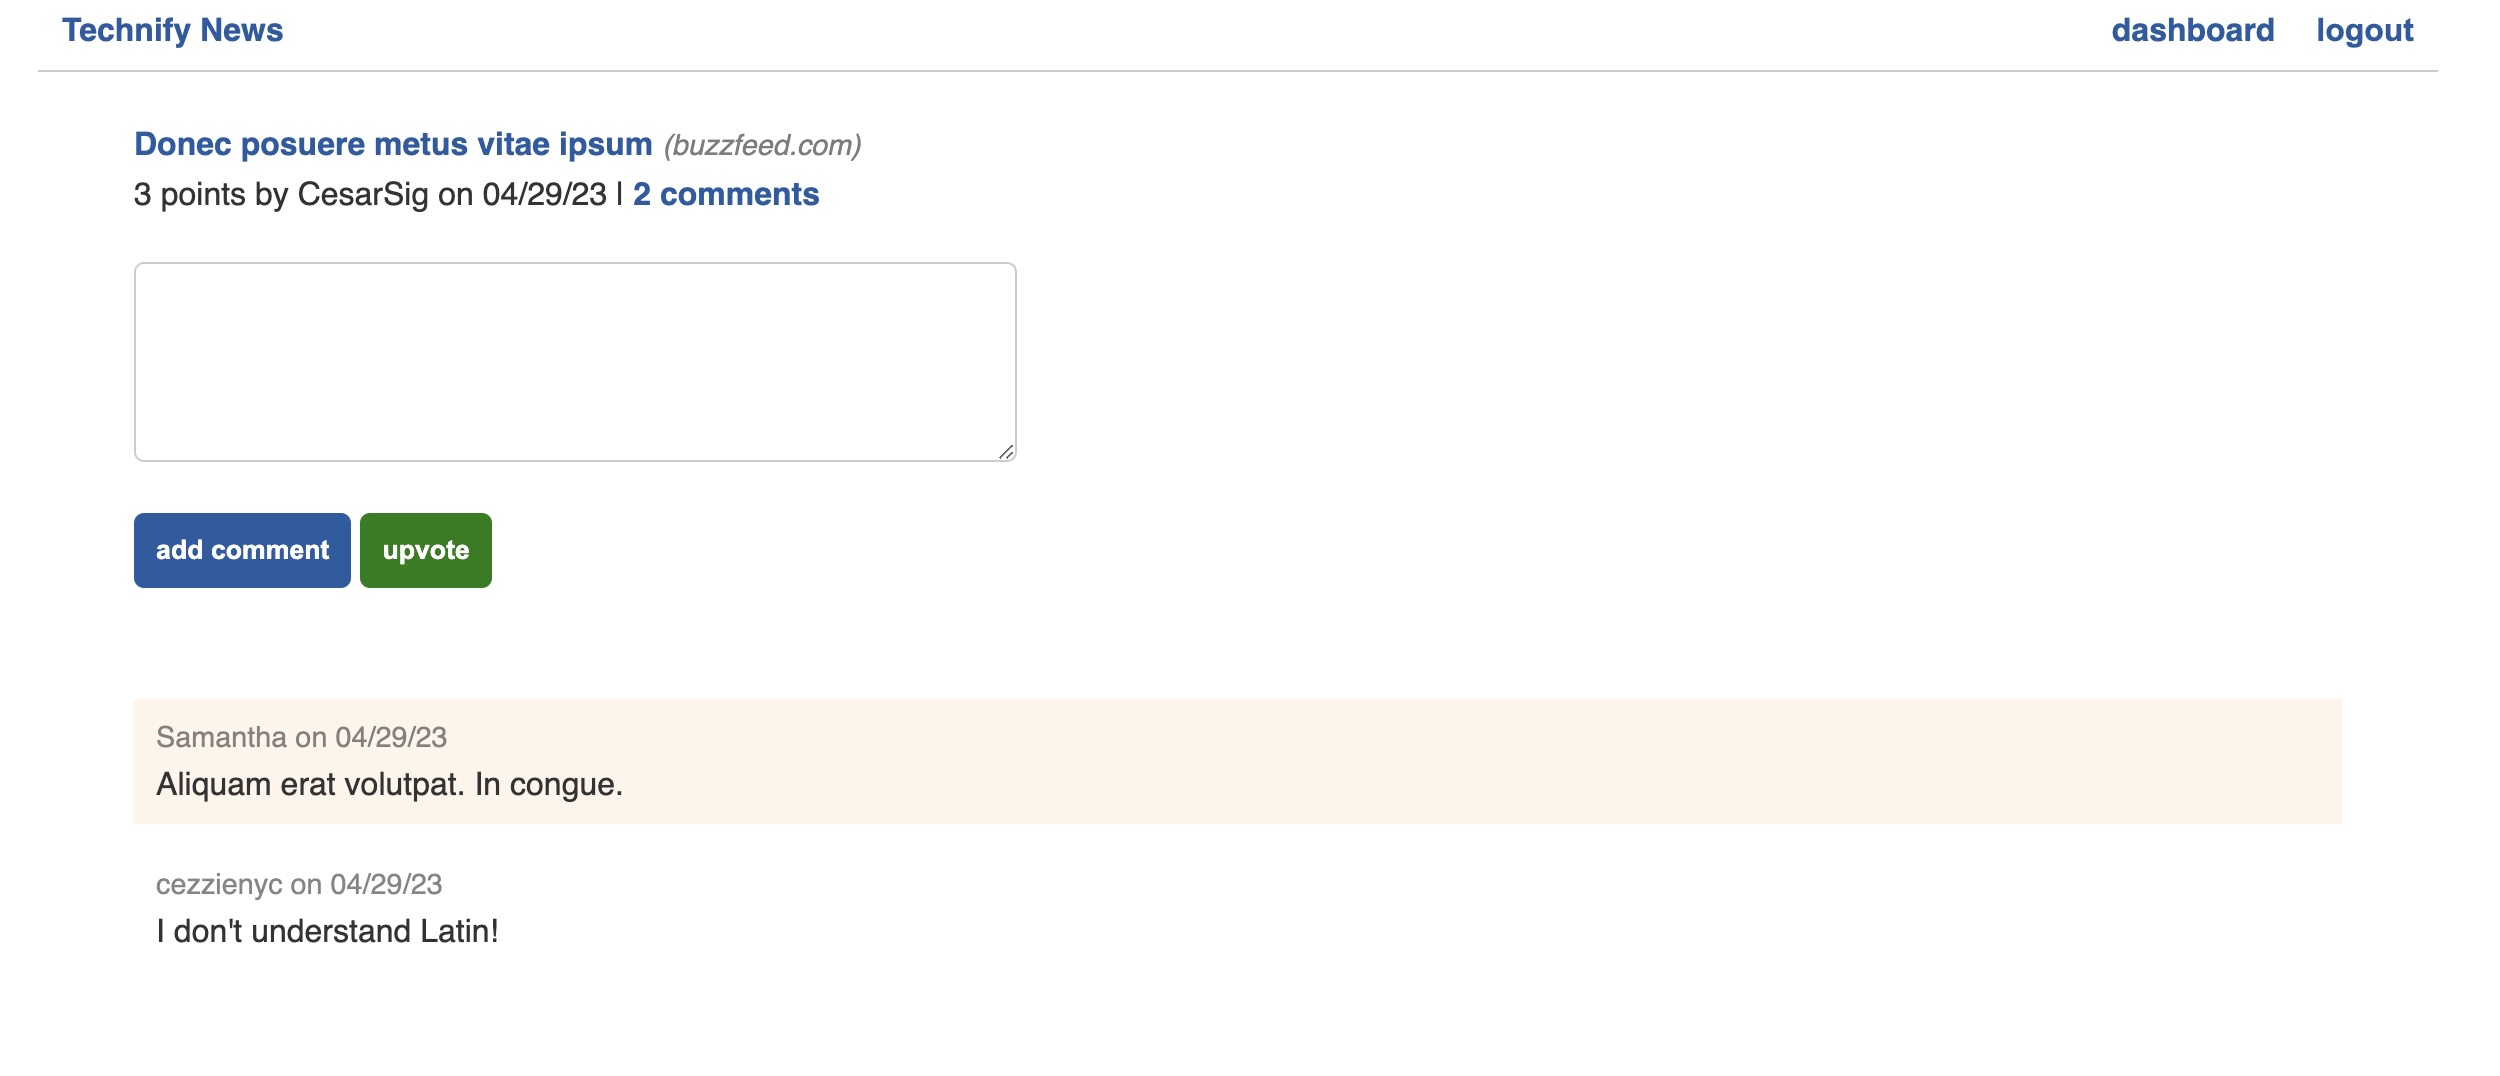 Technify News dashboard logout
Donec posuere metus vitae ipsum (buzzfeed.com)
3 points by CesarSig on 04/29/23 | 2 comments
add comment upvote
Samantha on 04/29/23
Aliquam erat volutpat. In congue.
cezzienyc on 04/29/23
I don't understand Latin!